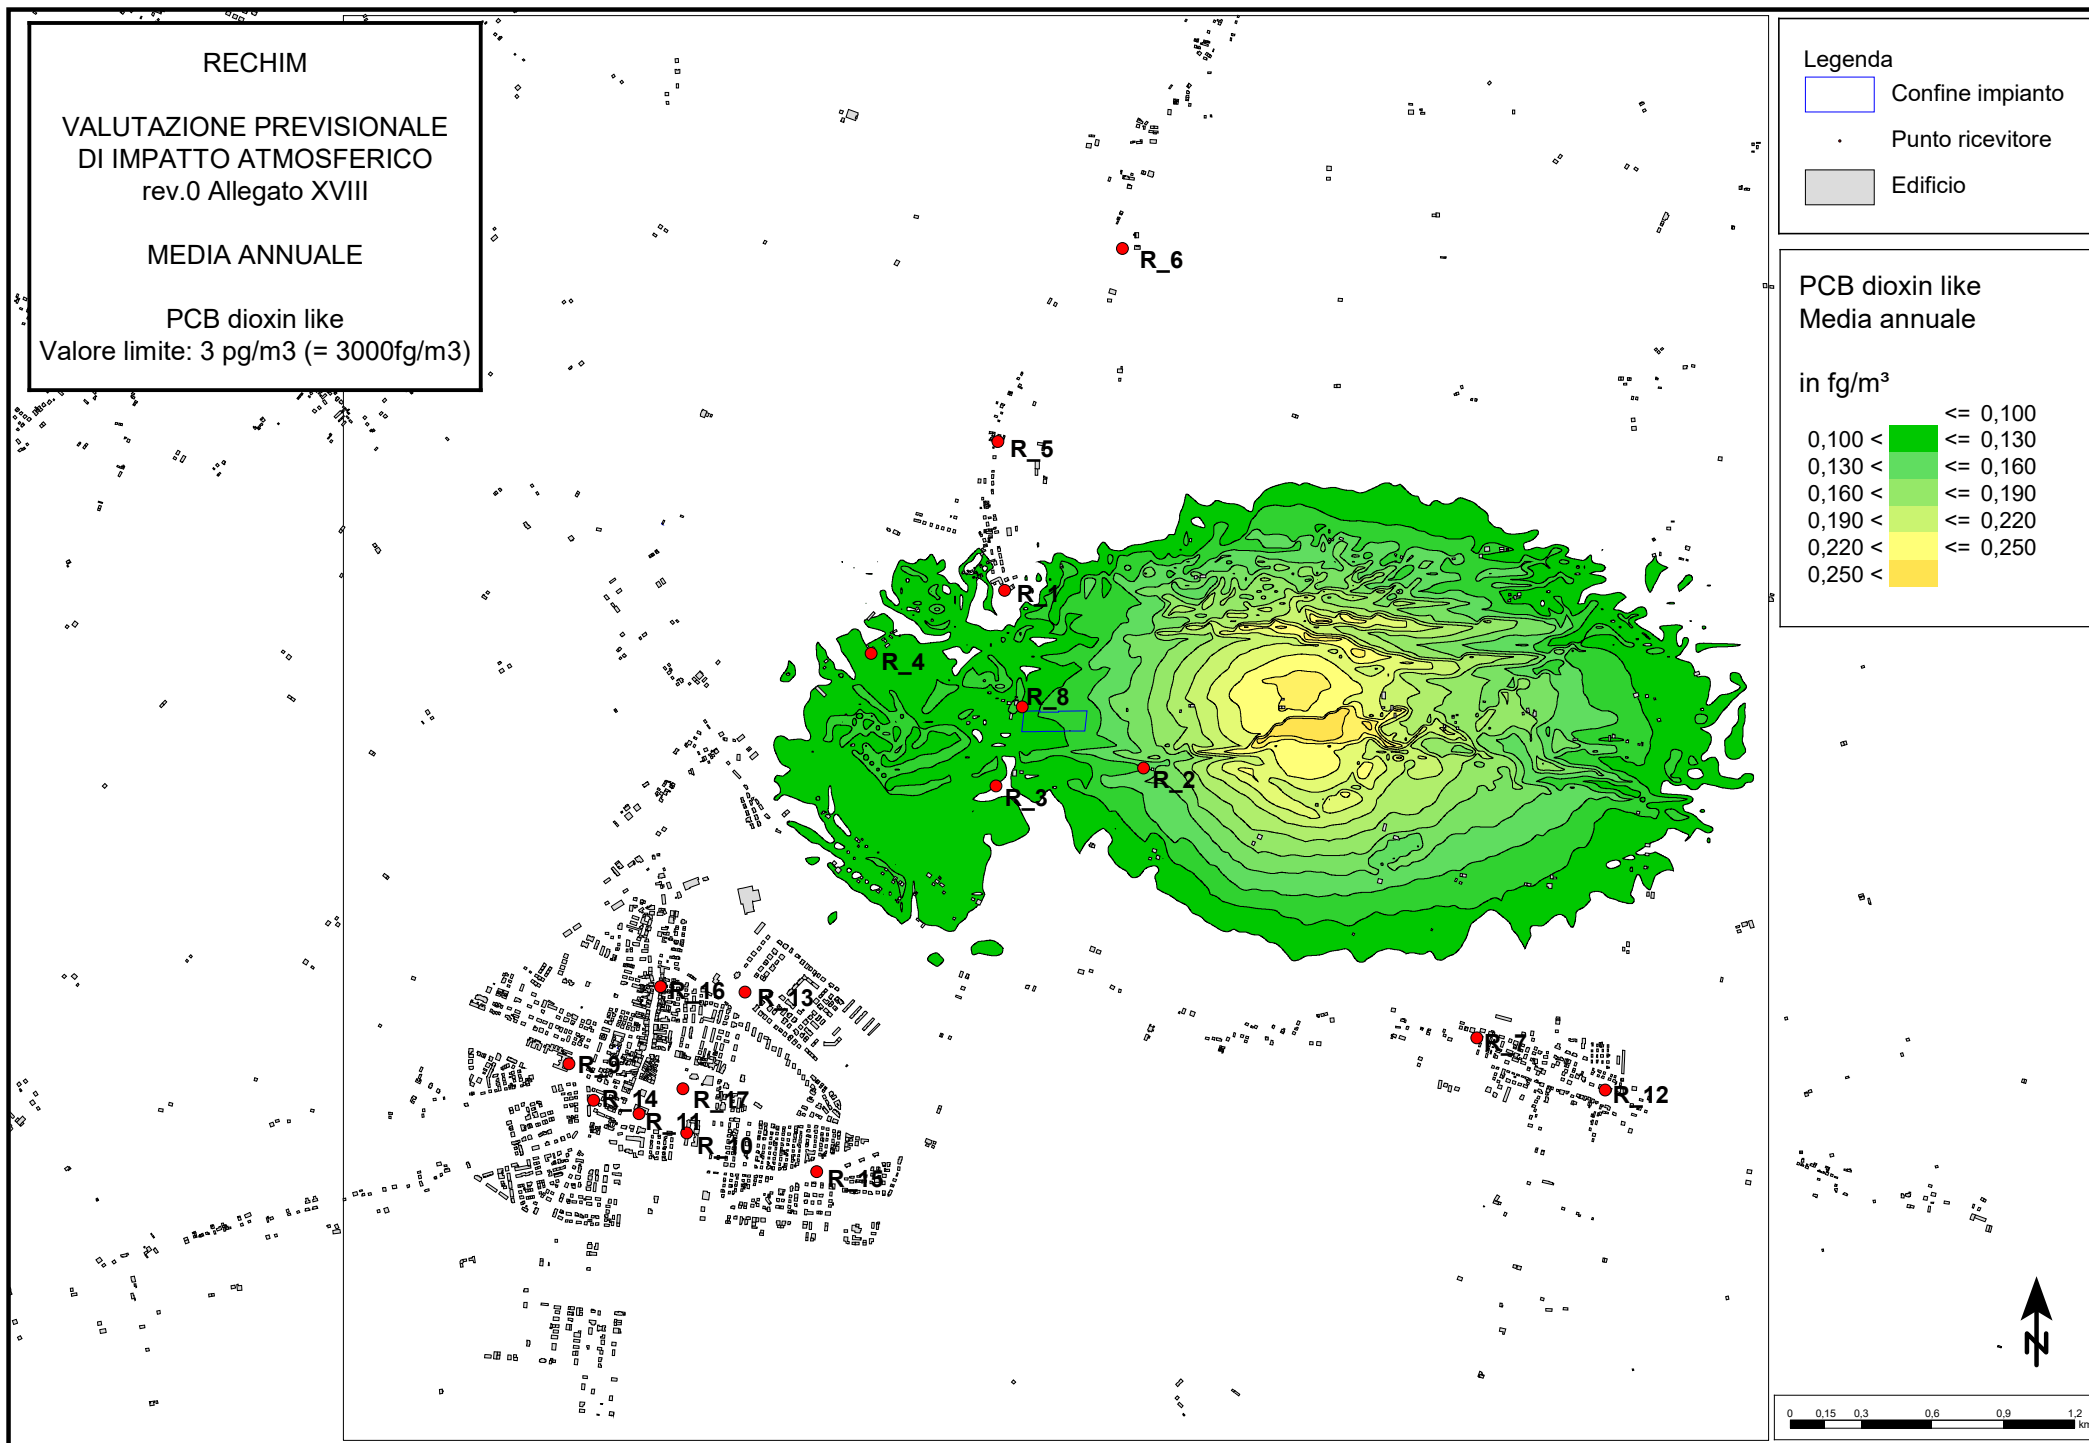 RECHIM
VALUTAZIONE PREVISIONALE
DI IMPATTO ATMOSFERICO
rev.0 Allegato XVIII
MEDIA ANNUALE
PCB dioxin like
Valore limite: 3 pg/m3 (= 3000fg/m3)
Legenda
Confine impianto
Punto ricevitore
Edificio
PCB dioxin like
Media annuale
in fg/m³
<= 0,100
0,100 < <= 0,130
0,130 < <= 0,160
0,160 < <= 0,190
0,190 < <= 0,220
0,220 < <= 0,250
0,250 <
R_6
R_5
R_1
R_4
R_8
R_2
R_3
R_16
R_13
R_7
R_9
R_12
R_14
R_17
R_11
R_10
R_15
N
0 0,15 0,3 0,6 0,9 1,2
km